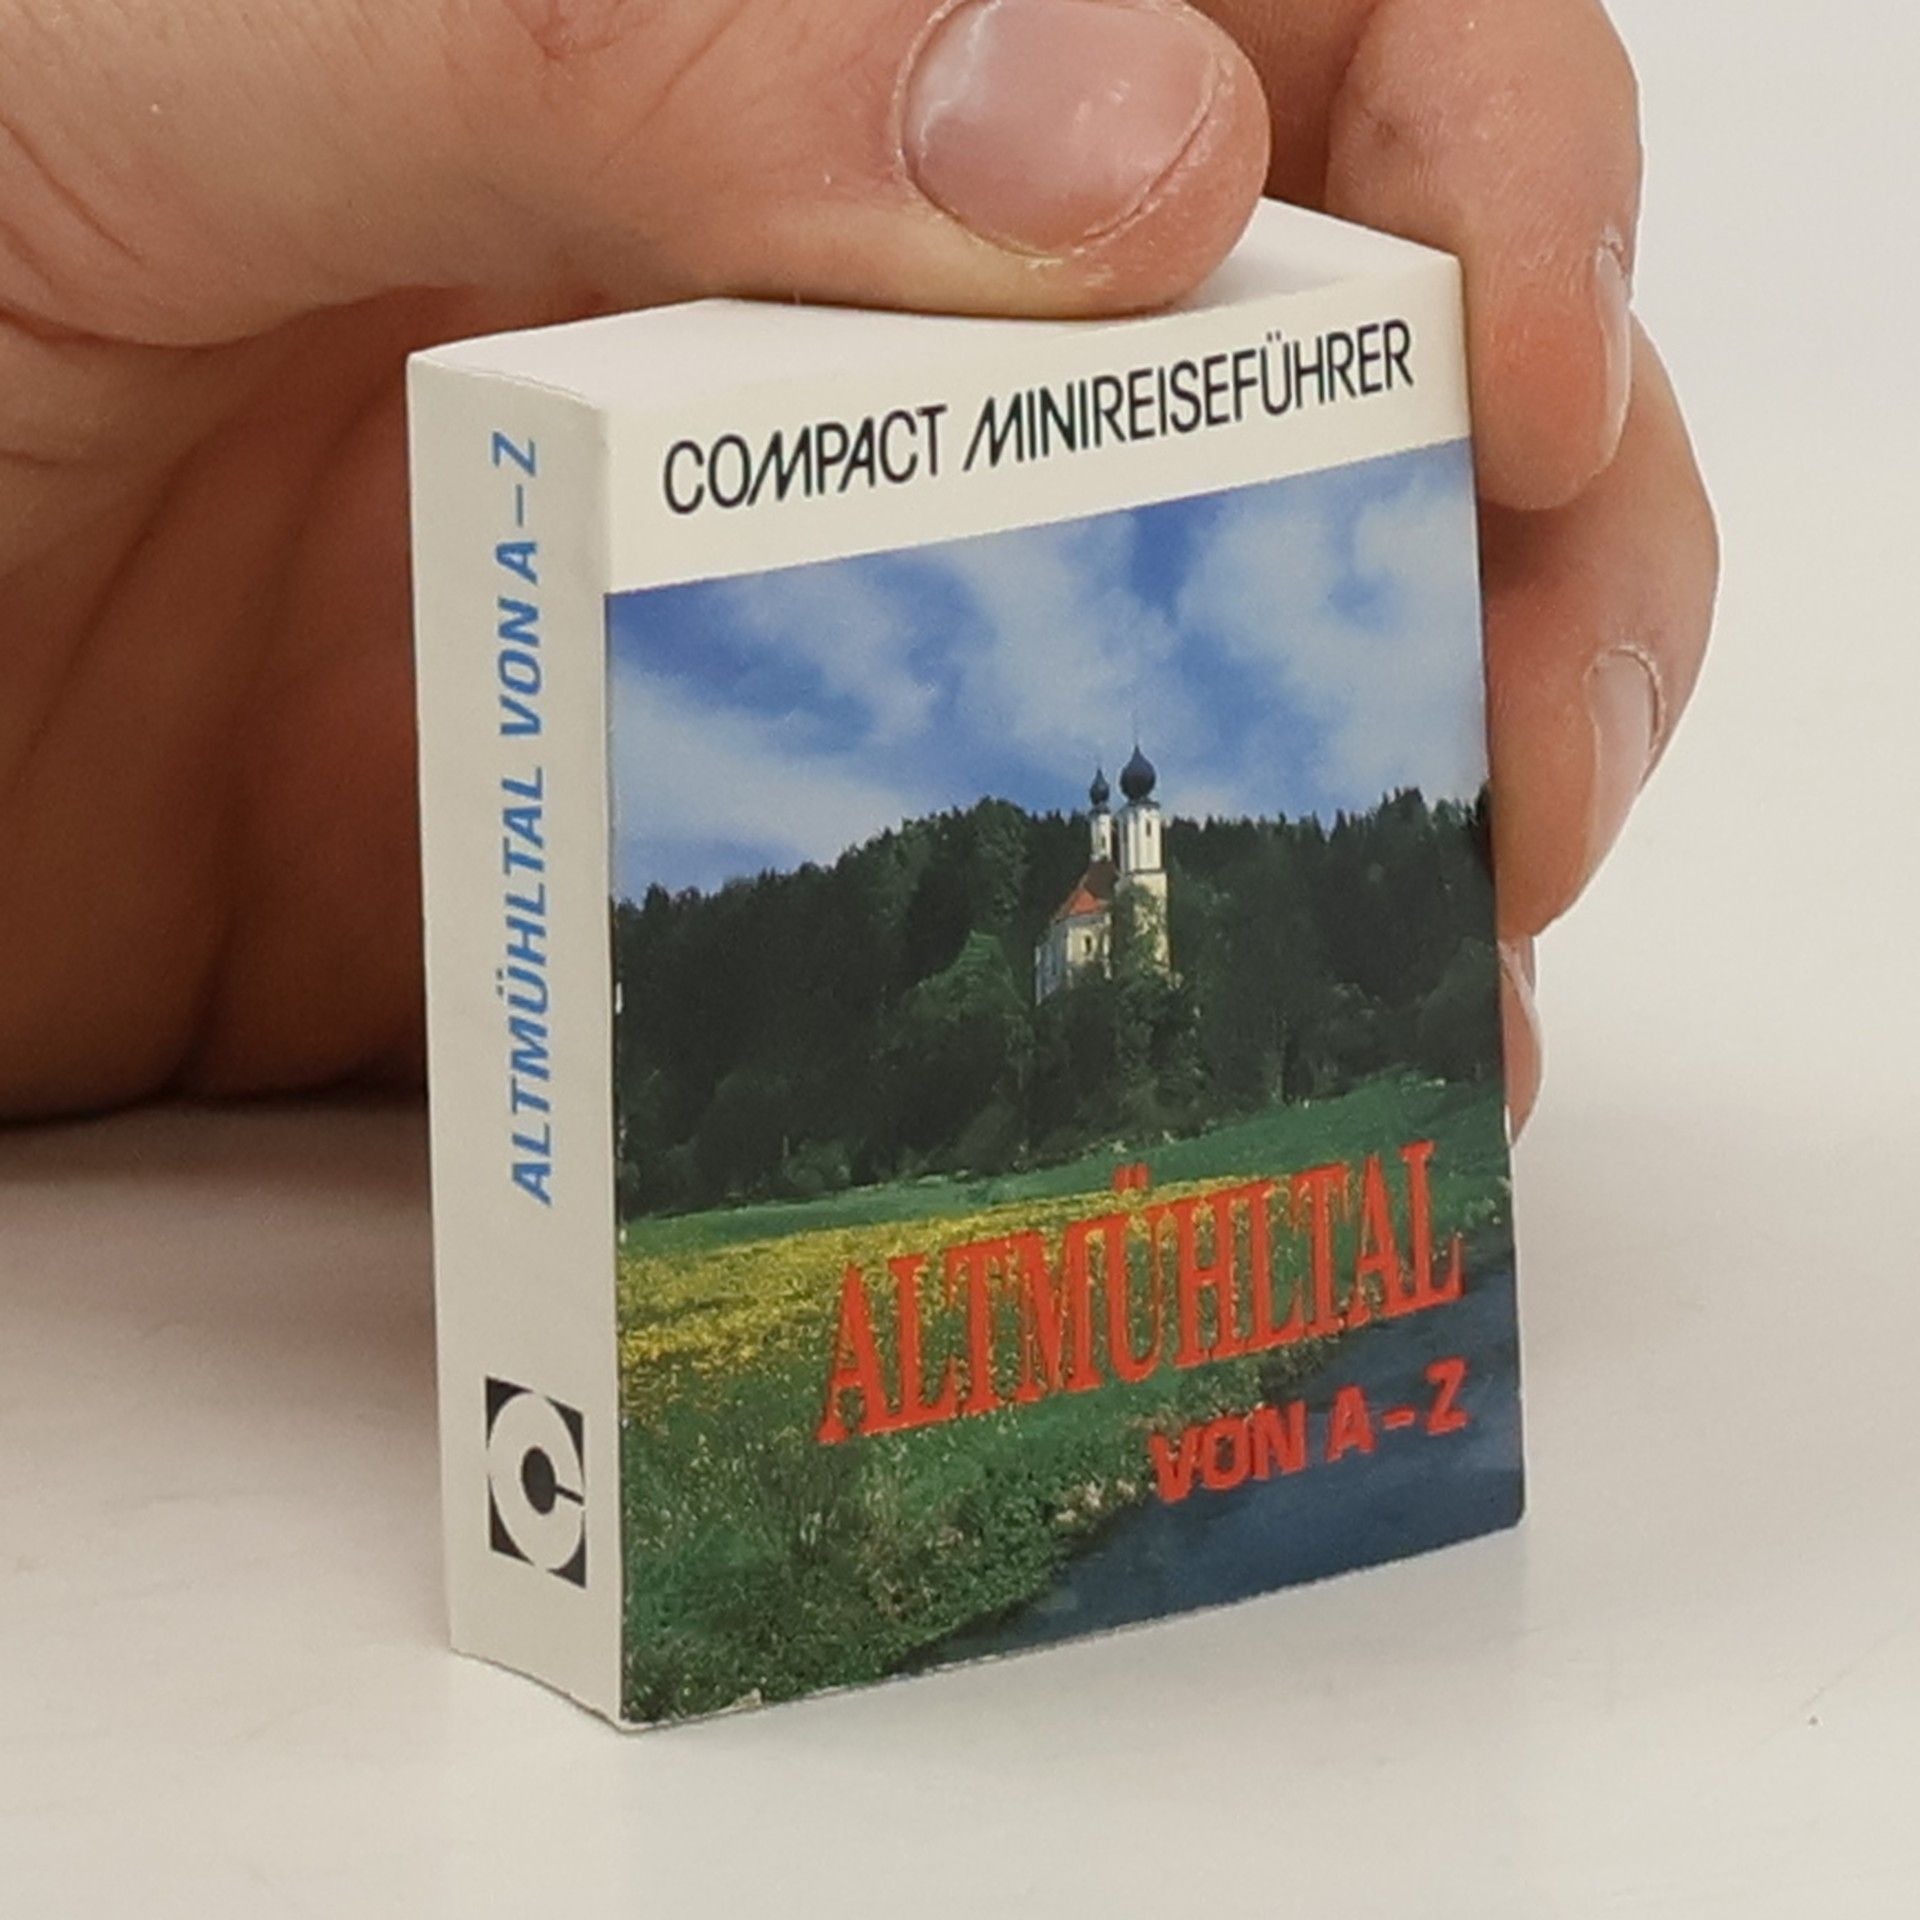 COMPACT MINIREISEFÜHRER
ALTMÜHLTAL
VON A-Z
ALTMÜHLTAL VON A-Z
C